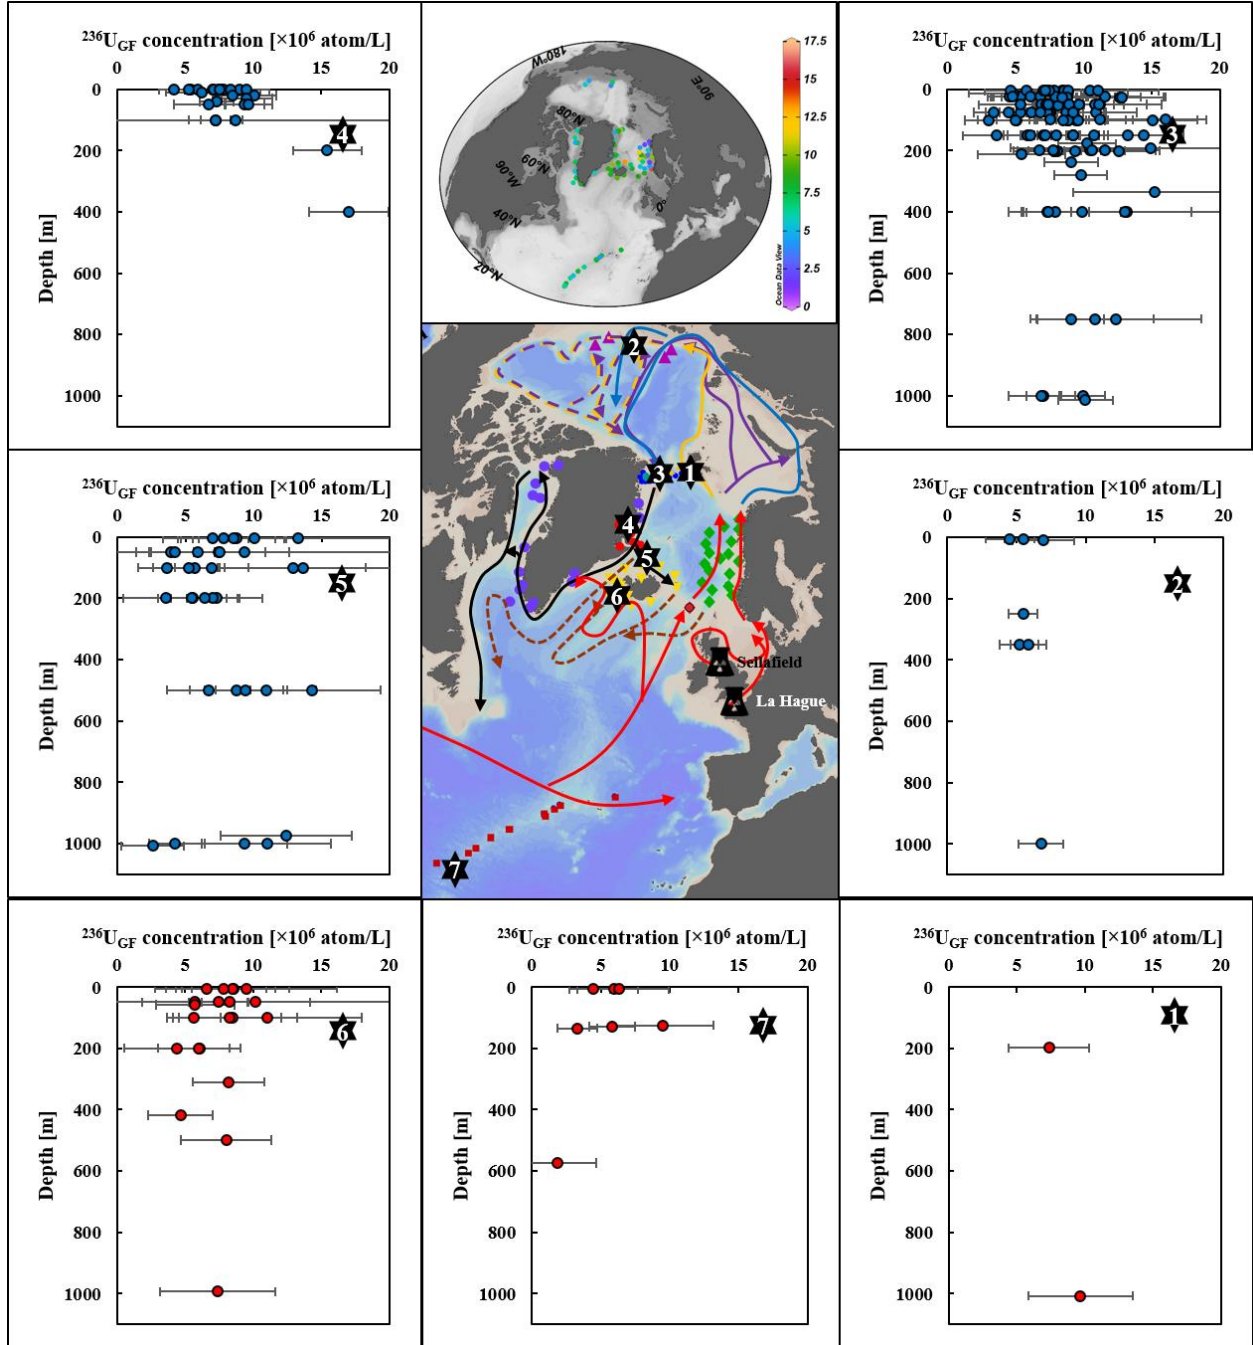 ²³⁶U_GF concentration [×10⁶ atom/L]
0 5 10 15 20
0
200
400
600
800
1000
Depth [m]
4
180°W
90°E
80°N
60°N
90°W
40°N
0°
20°N
17.5
15
12.5
10
7.5
5
2.5
0
Ocean Data View
²³⁶U_GF concentration [×10⁶ atom/L]
0 5 10 15 20
0
200
400
600
800
1000
Depth [m]
3
2
3
1
4
5
6
Sellafield
La Hague
7
²³⁶U_GF concentration [×10⁶ atom/L]
0 5 10 15 20
0
200
400
600
800
1000
Depth [m]
5
²³⁶U_GF concentration [×10⁶ atom/L]
0 5 10 15 20
0
200
400
600
800
1000
Depth [m]
2
²³⁶U_GF concentration [×10⁶ atom/L]
0 5 10 15 20
0
200
400
600
800
1000
Depth [m]
6
²³⁶U_GF concentration [×10⁶ atom/L]
0 5 10 15 20
0
200
400
600
800
1000
Depth [m]
7
²³⁶U_GF concentration [×10⁶ atom/L]
0 5 10 15 20
0
200
400
600
800
1000
Depth [m]
1